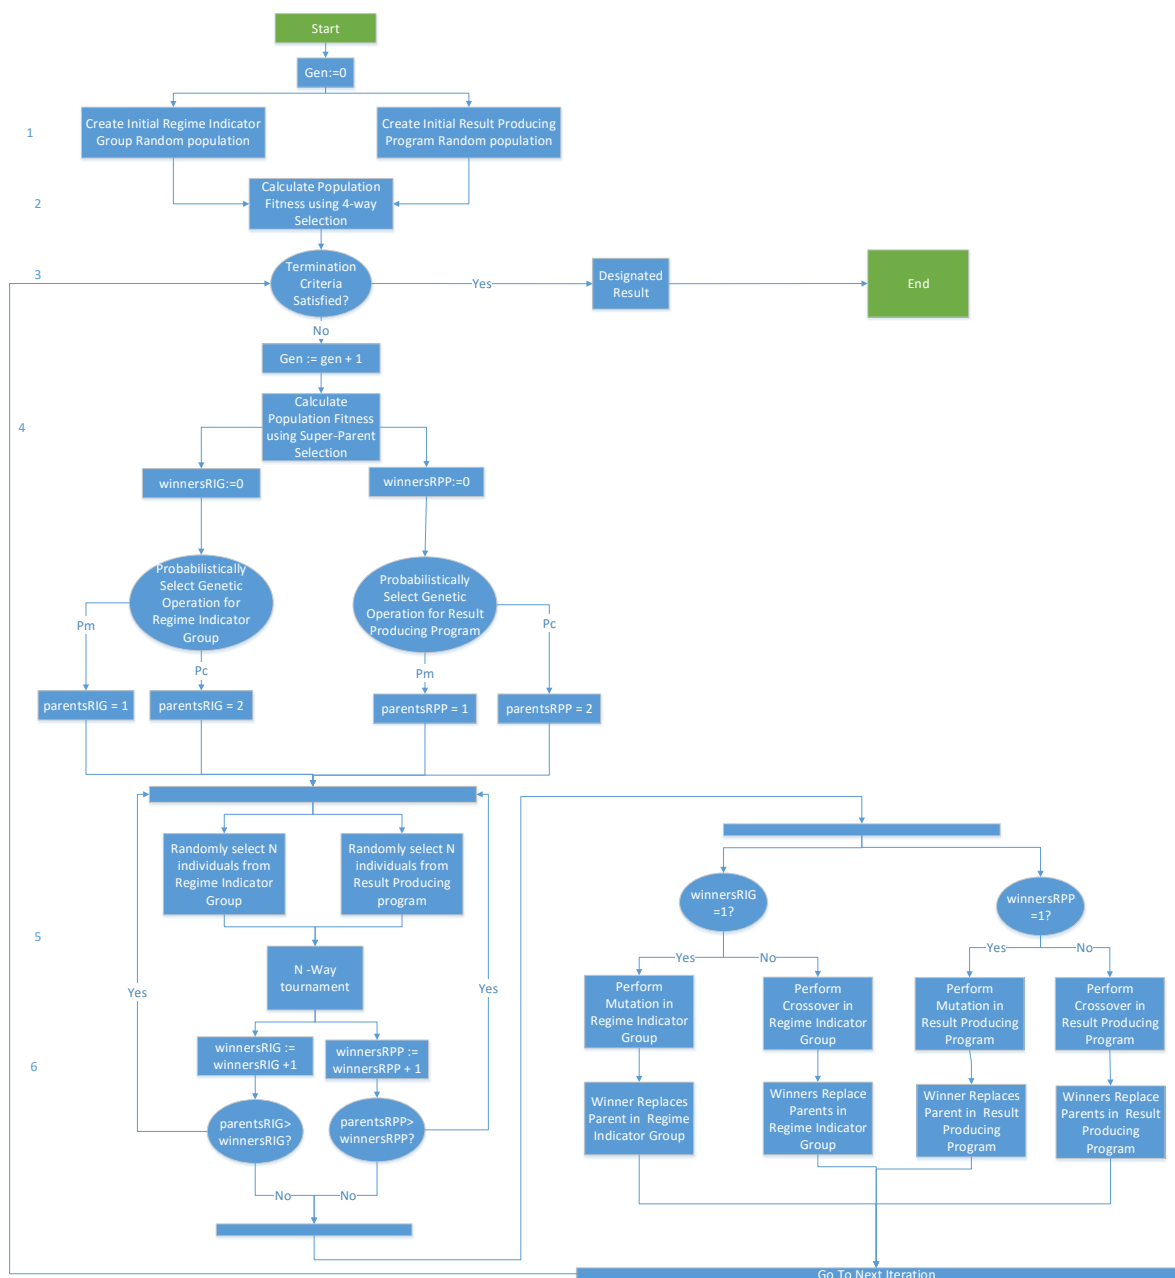 Start
Gen:=0
1
Create Initial Regime Indicator
Group Random population
Create Initial Result Producing
Program Random population
2
Calculate Population
Fitness using 4-way
Selection
3
Termination
Criteria
Satisfied?
Yes
Designated
Result
End
No
Gen := gen + 1
4
Calculate
Population Fitness
using Super-Parent
Selection
winnersRIG:=0
winnersRPP:=0
Probabilistically
Select Genetic
Operation for
Regime Indicator
Group
Probabilistically
Select Genetic
Operation for Result
Producing Program
Pm
Pc
Pm
Pc
parentsRIG = 1
parentsRIG = 2
parentsRPP = 1
parentsRPP = 2
Randomly select N
individuals from
Regime Indicator
Group
Randomly select N
individuals from
Result Producing
program
5
N -Way
tournament
Yes
Yes
6
winnersRIG :=
winnersRIG +1
winnersRPP :=
winnersRPP + 1
parentsRIG>
winnersRIG?
parentsRPP>
winnersRPP?
No
No
winnersRIG
=1?
winnersRPP
=1?
Yes
No
Yes
No
Perform
Mutation in
Regime Indicator
Group
Perform
Crossover in
Regime Indicator
Group
Perform
Mutation in
Result Producing
Program
Perform
Crossover in
Result Producing
Program
Winner Replaces
Parent in Regime
Indicator Group
Winners Replace
Parents in
Regime Indicator
Group
Winner Replaces
Parent in Result
Producing
Program
Winners Replace
Parents in Result
Producing
Program
Go To Next Iteration